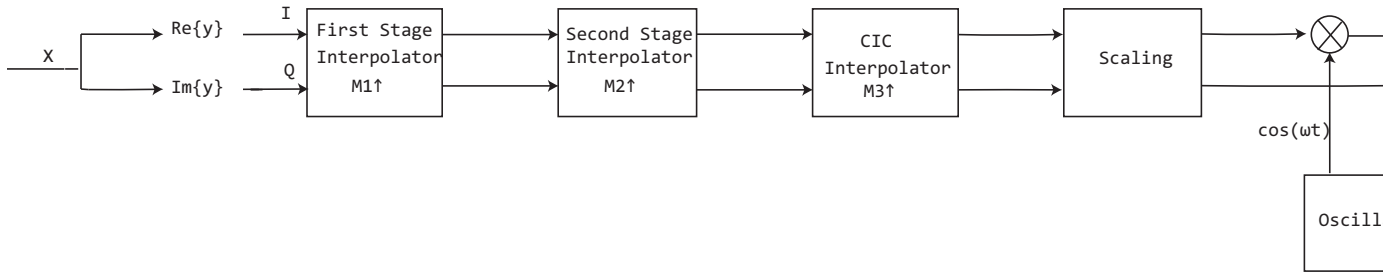 X
Re{y}
Im{y}
I
Q
First Stage
Interpolator
M1↑
Second Stage
Interpolator
M2↑
CIC
Interpolator
M3↑
Scaling
cos(ωt)
Oscill